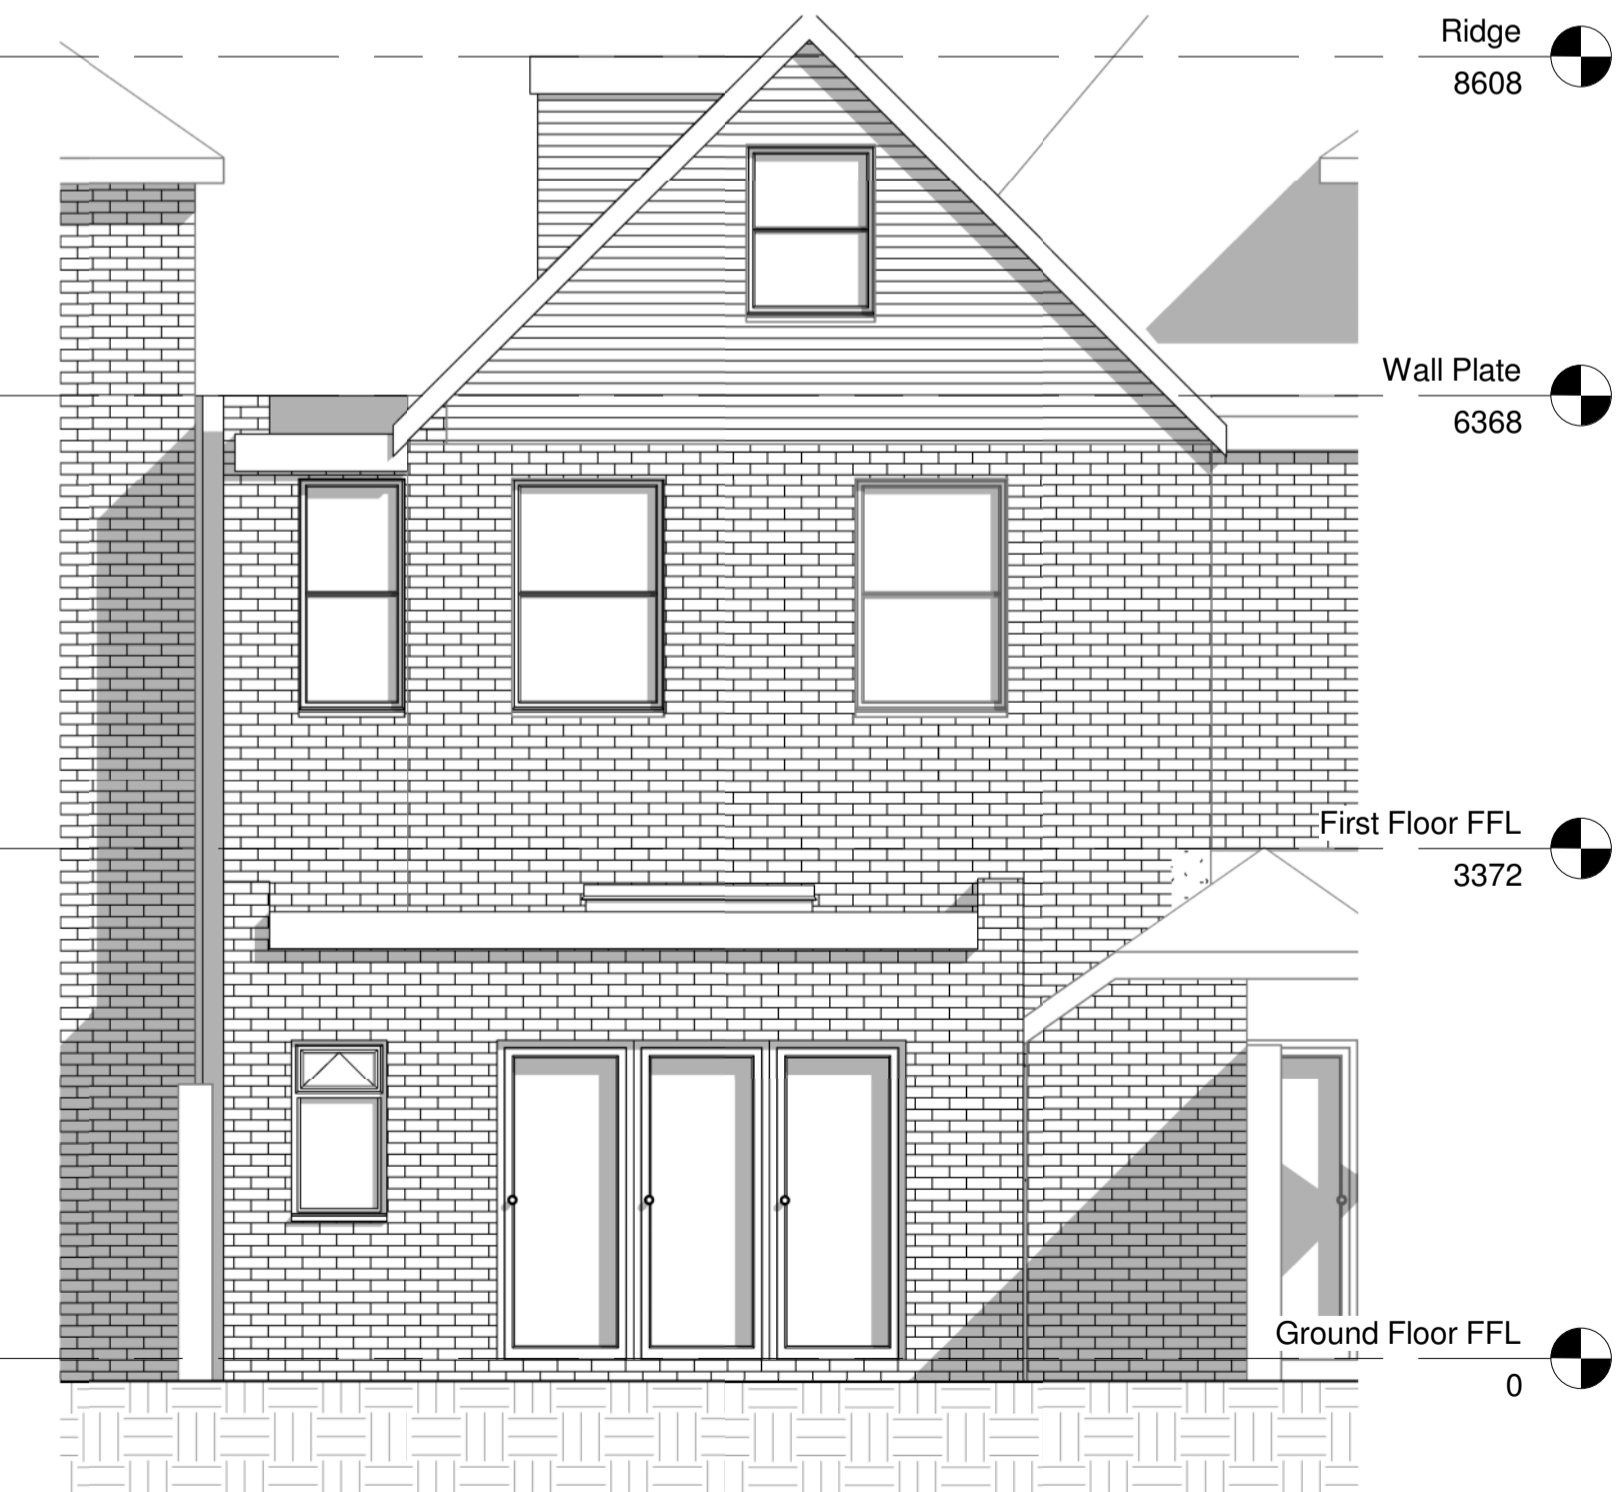 Ridge
8608
Wall Plate
6368
First Floor FFL
3372
Ground Floor FFL
0